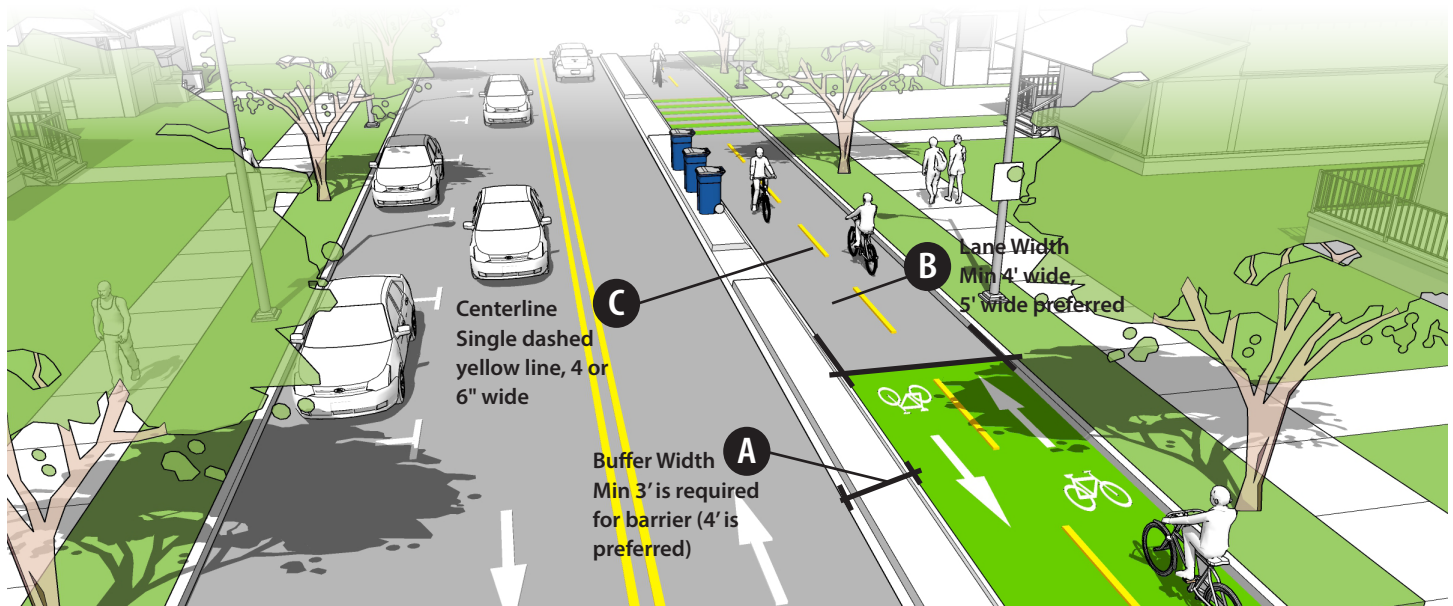 B
Lane Width
Min 4' wide,
5' wide preferred
C
Centerline
Single dashed
yellow line, 4 or
6" wide
A
Buffer Width
Min 3’ is required
for barrier (4’ is
preferred)